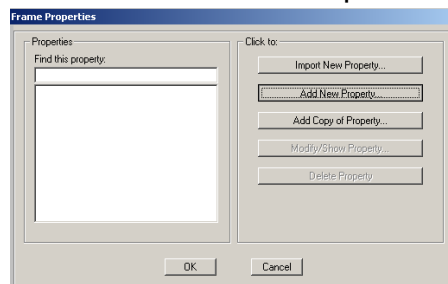 Frame Properties
Properties
Find this property:
Click to:
Import New Property...
Add New Property...
Add Copy of Property...
Modify/Show Property...
Delete Property
OK
Cancel